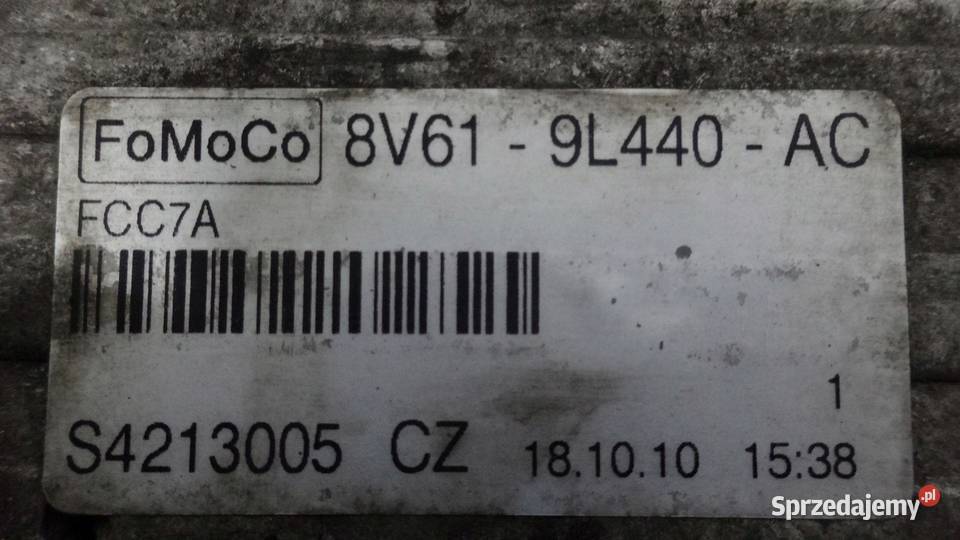 FoMoCo 8V61 - 9L440 - AC
FCC7A
1
S4213005 CZ 18.10.10 15:38
Sprzedajemy.pl